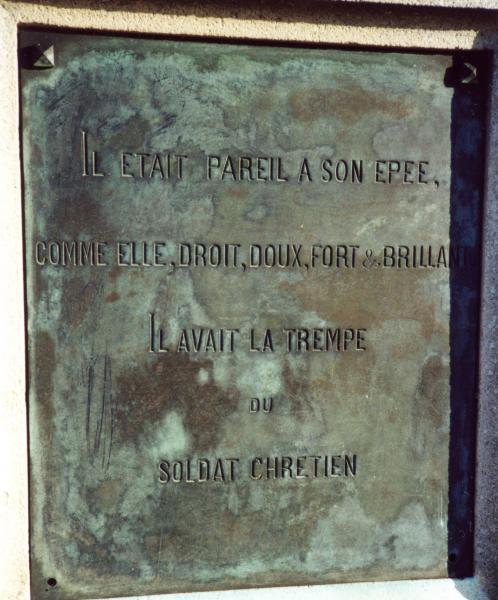 IL ETAIT PAREIL A SON EPEE,
COMME ELLE, DROIT, DOUX, FORT & BRILLANT
IL AVAIT LA TREMPE
DU
SOLDAT CHRETIEN